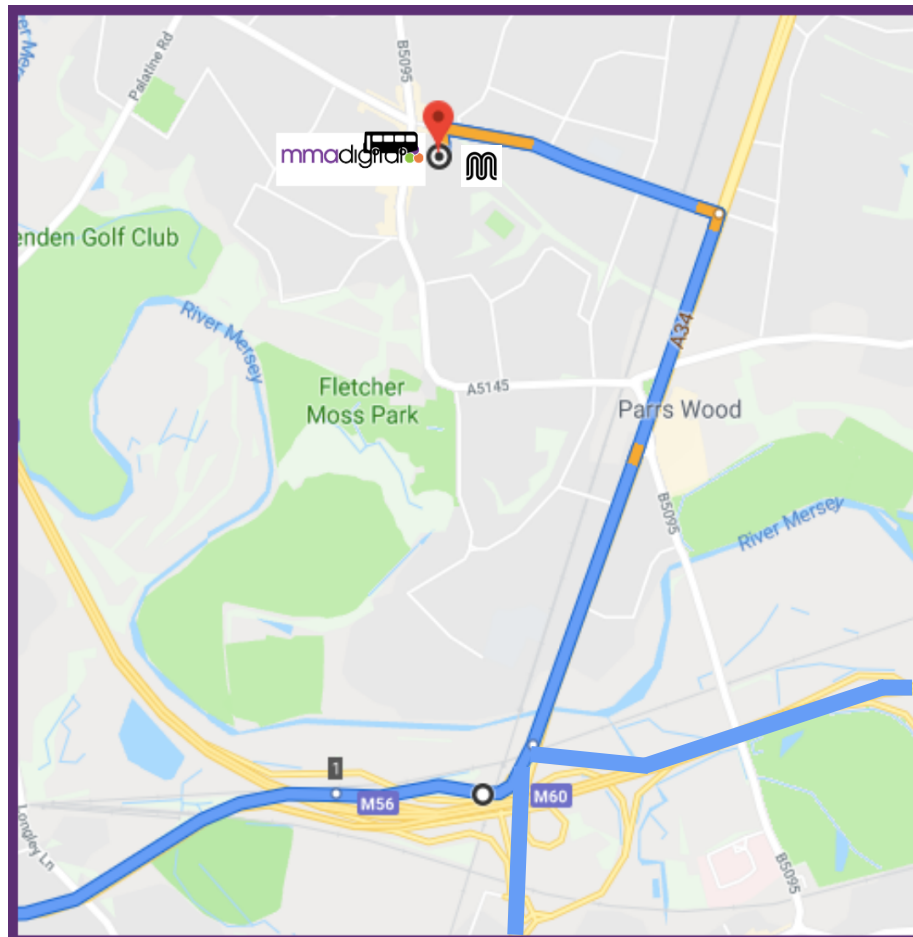 Palatine Rd
B5095
mmadigital
enden Golf Club
River Mersey
A34
Fletcher
Moss Park
A5145
Parrs Wood
B5095
River Mersey
1
M56
M60
Longley Ln
B5095